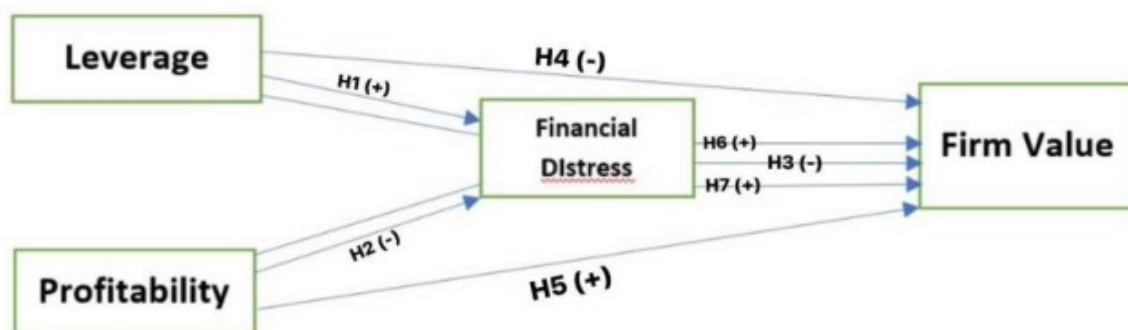 Leverage
H4 (-)
H1 (+)
Financial
DIstress
H6 (+)
H3 (-)
H7 (+)
Firm Value
H2 (-)
Profitability
H5 (+)